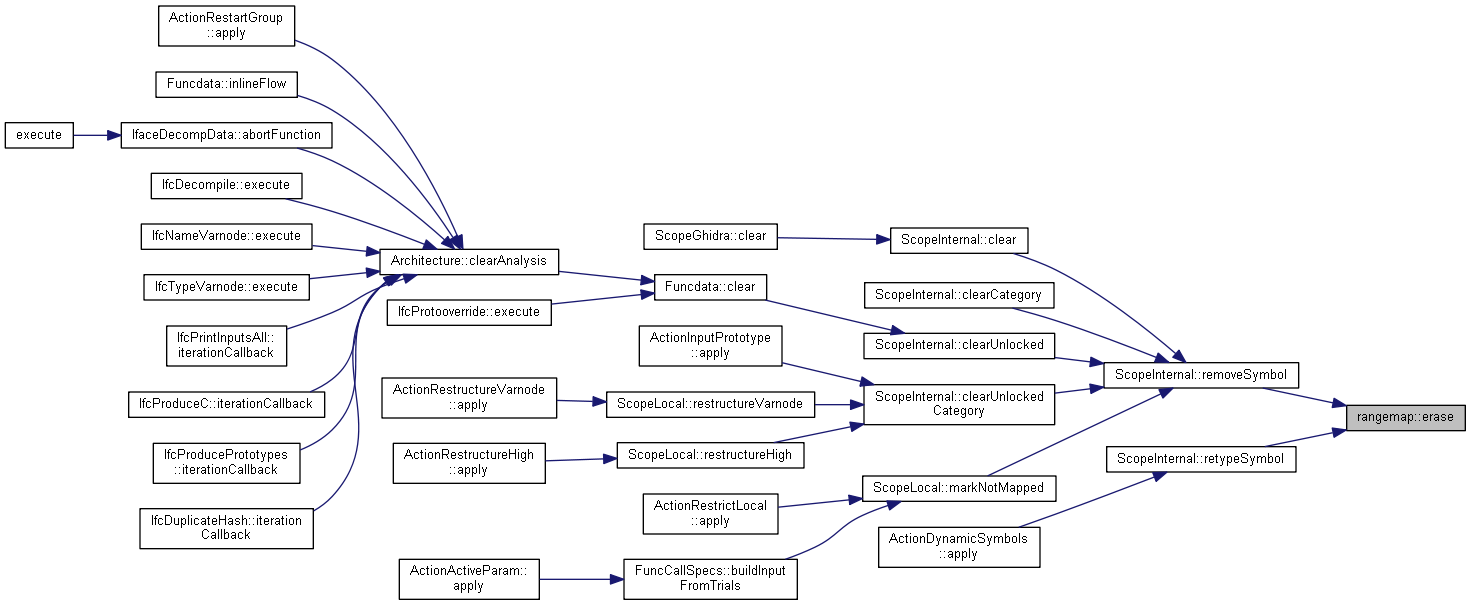 ActionRestartGroup
::apply
Funcdata::inlineFlow
execute
IfaceDecompData::abortFunction
IfcDecompile::execute
IfcNameVarnode::execute
ScopeGhidra::clear
ScopeInternal::clear
Architecture::clearAnalysis
IfcTypeVarnode::execute
Funcdata::clear
ScopeInternal::clearCategory
IfcProtooverride::execute
IfcPrintInputsAll::
iterationCallback
ActionInputPrototype
::apply
ScopeInternal::clearUnlocked
ScopeInternal::removeSymbol
ActionRestructureVarnode
::apply
ScopeLocal::restructureVarnode
ScopeInternal::clearUnlocked
Category
IfcProduceC::iterationCallback
rangemap::erase
ActionRestructureHigh
::apply
ScopeLocal::restructureHigh
ScopeInternal::retypeSymbol
IfcProducePrototypes
::iterationCallback
ScopeLocal::markNotMapped
ActionRestrictLocal
::apply
IfcDuplicateHash::iteration
Callback
ActionDynamicSymbols
::apply
ActionActiveParam::
apply
FuncCallSpecs::buildInput
FromTrials